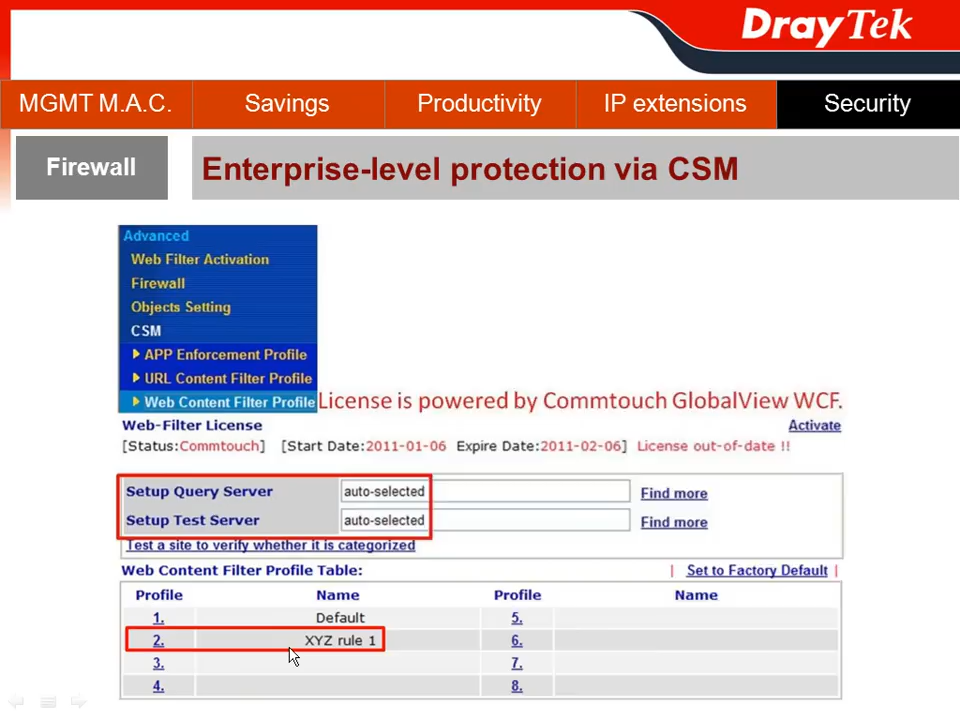 DrayTek
MGMT M.A.C. Savings Productivity IP extensions Security
Firewall
Enterprise-level protection via CSM
Advanced
Web Filter Activation
Firewall
Objects Setting
CSM
APP Enforcement Profile
URL Content Filter Profile
Web Content Filter Profile License is powered by Commtouch GlobalView WCF.
Web-Filter License Activate
[Status:Commtouch] [Start Date:2011-01-06 Expire Date:2011-02-06] License out-of-date !!
Setup Query Server auto-selected Find more
Setup Test Server auto-selected Find more
Test a site to verify whether it is categorized
Web Content Filter Profile Table: | Set to Factory Default |
Profile Name Profile Name
1. Default 5.
2. XYZ rule 1 6.
3. 7.
4. 8.